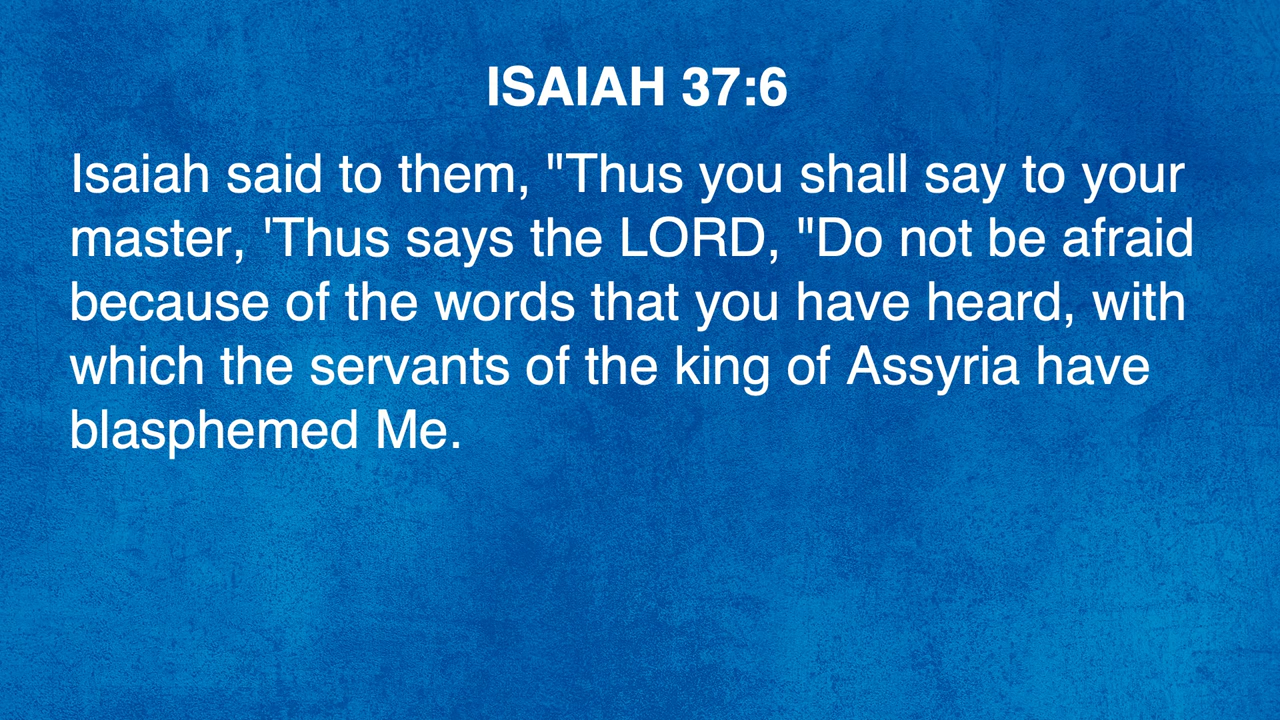 ISAIAH 37:6
Isaiah said to them, "Thus you shall say to your
master, 'Thus says the LORD, "Do not be afraid
because of the words that you have heard, with
which the servants of the king of Assyria have
blasphemed Me.